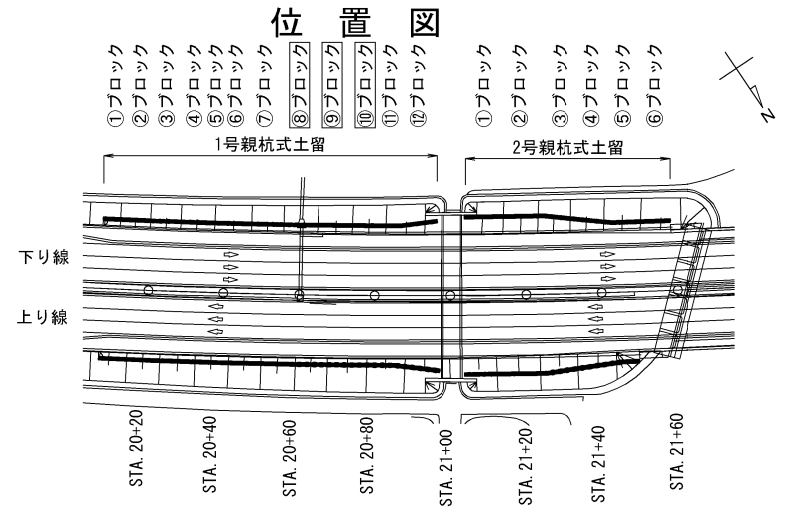 位置図
①ブロック
②ブロック
③ブロック
④ブロック
⑤ブロック
⑥ブロック
⑦ブロック
⑧ブロック
⑨ブロック
⑩ブロック
⑪ブロック
⑫ブロック
①ブロック
②ブロック
③ブロック
④ブロック
⑤ブロック
⑥ブロック
N
1号親杭式土留
2号親杭式土留
下り線
上り線
STA. 20+20
STA. 20+40
STA. 20+60
STA. 20+80
STA. 21+00
STA. 21+20
STA. 21+40
STA. 21+60